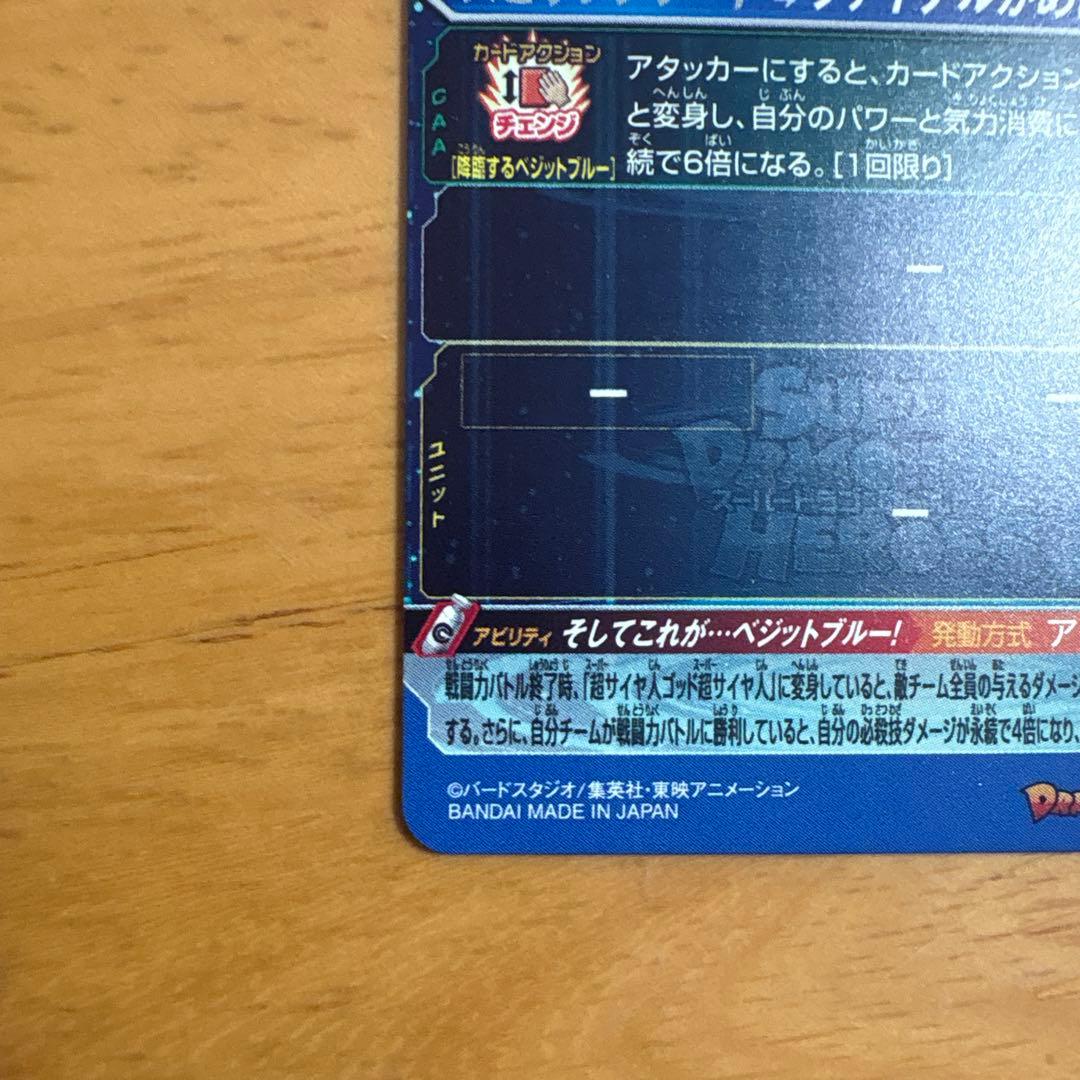 カードアクション
チェンジ
[降臨するベジットブルー]
CAA
アタッカーにすると、カードアクション
と変身し、自分のパワーと気力消費に
続で6倍になる。[1回限り]
ー
ー
ー
ー
ユニット
アビリティ そしてこれが…ベジットブルー! 発動方式 ア
戦闘力バトル終了時、「超サイヤ人ゴッド超サイヤ人」に変身していると、敵チーム全員の与えるダメージ
する。さらに、自分チームが戦闘力バトルに勝利していると、自分の必殺技ダメージが永続で4倍になり、
©バードスタジオ/集英社・東映アニメーション
BANDAI MADE IN JAPAN